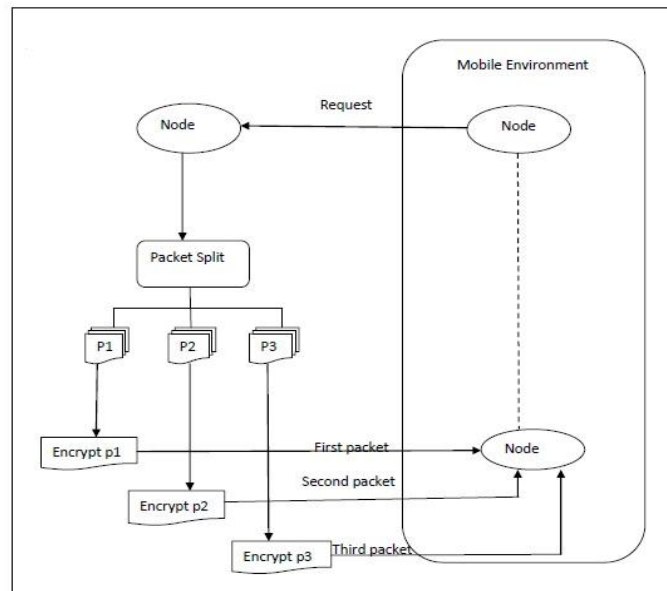 Mobile Environment
Request
Node
Node
Packet Split
P1
P2
P3
Encrypt p1
First packet
Node
Second packet
Encrypt p2
Third packet
Encrypt p3